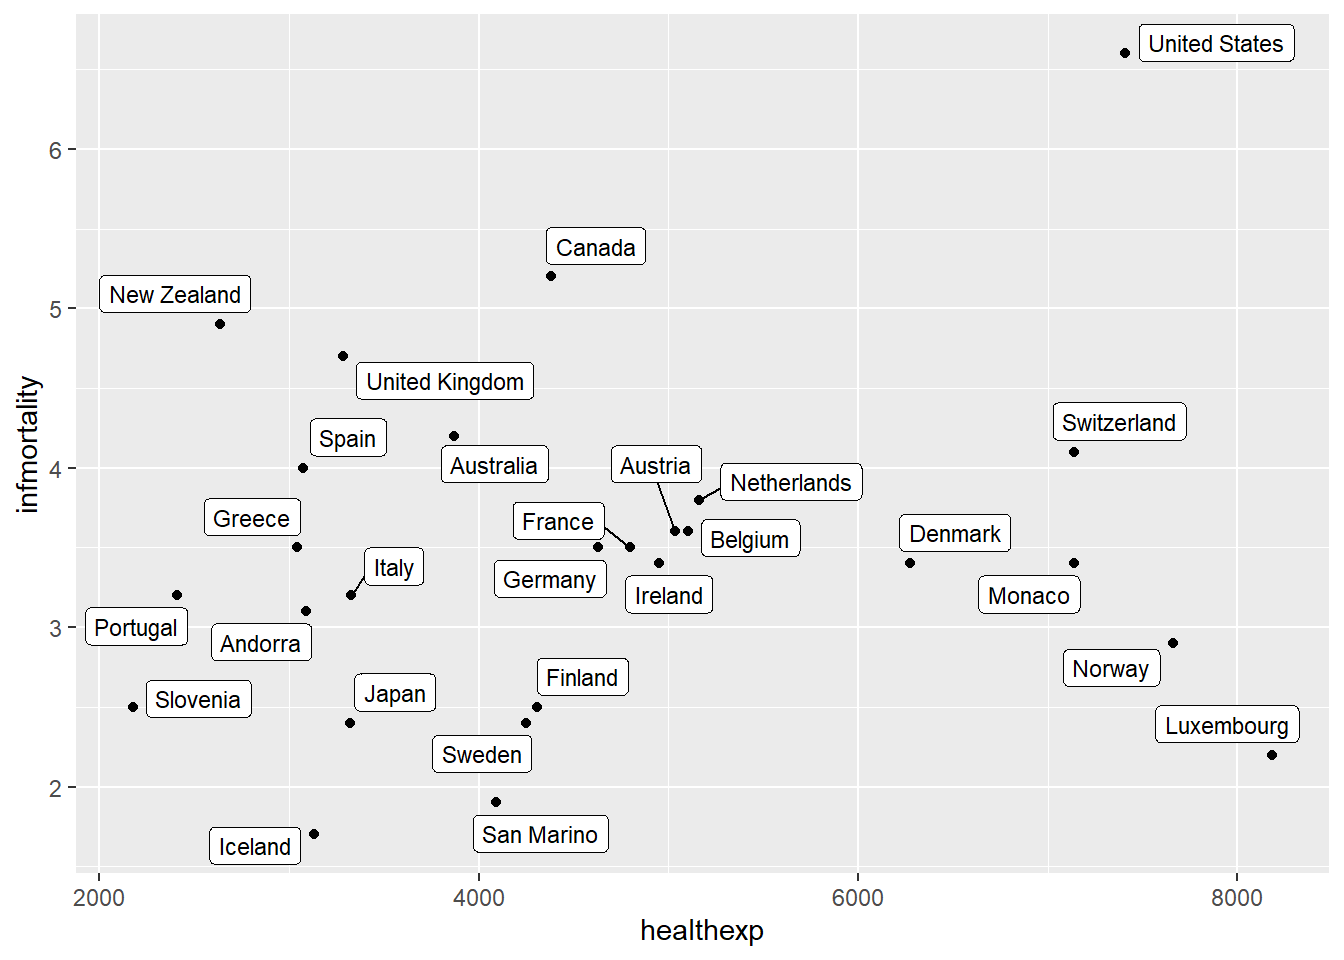 United States
Canada
New Zealand
United Kingdom
Switzerland
Spain
Australia
Austria
Netherlands
Greece
France
Belgium
Denmark
Italy
Germany
Ireland
Monaco
Portugal
Andorra
Norway
Finland
Slovenia
Japan
Luxembourg
Sweden
San Marino
Iceland
6
5
4
3
2
2000 4000 6000 8000
healthexp
infmortality